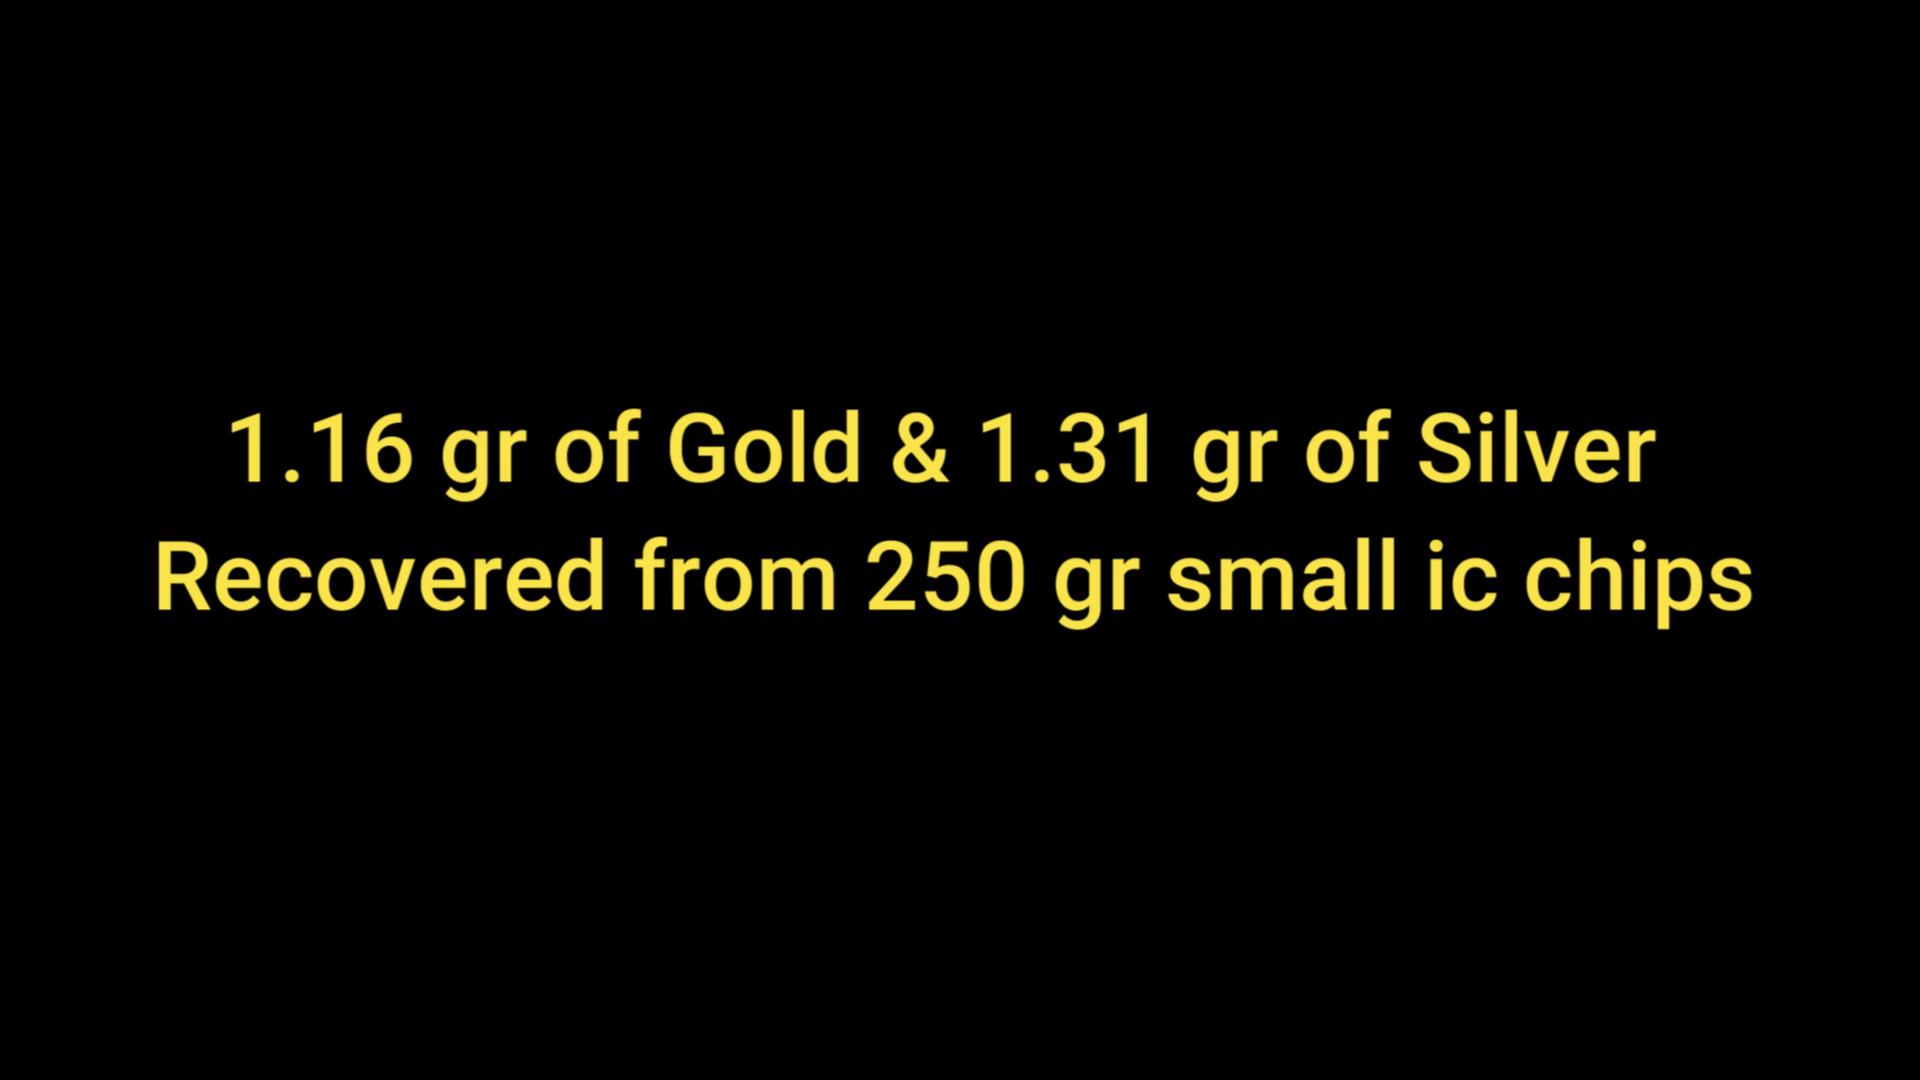 1.16 gr of Gold & 1.31 gr of Silver
Recovered from 250 gr small ic chips